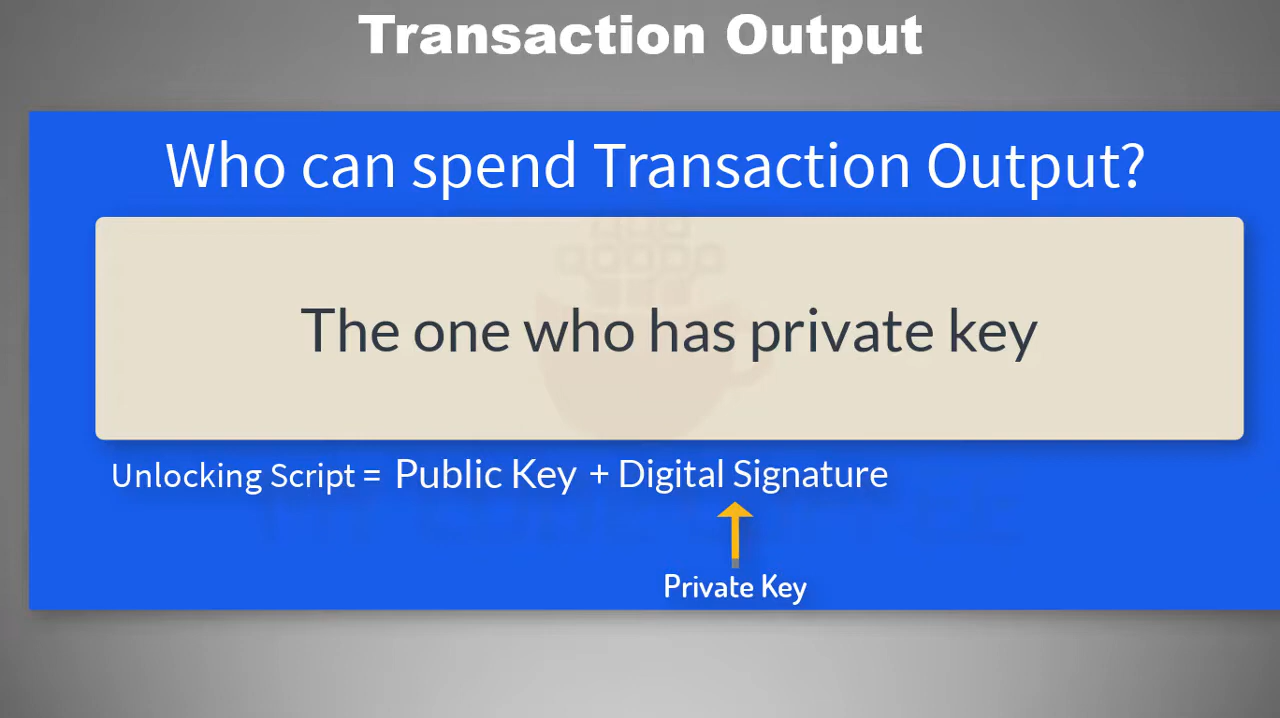 Transaction Output
Who can spend Transaction Output?
The one who has private key
Unlocking Script = Public Key + Digital Signature
Private Key